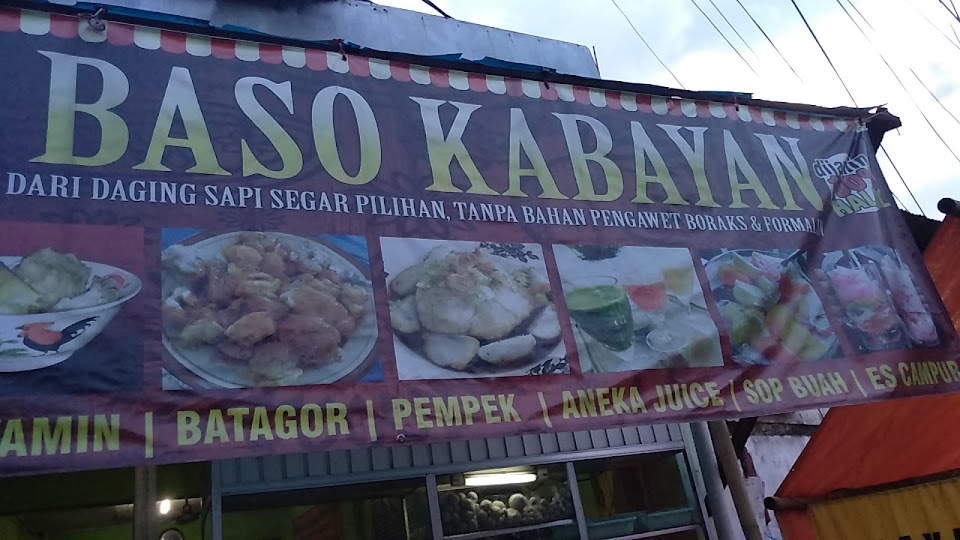 BASO KABAYAN
DARI DAGING SAPI SEGAR PILIHAN, TANPA BAHAN PENGAWET BORAKS & FORMALIN
AMIN | BATAGOR | PEMPEK | ANEKA JUICE | SOP BUAH | ES CAMPUR